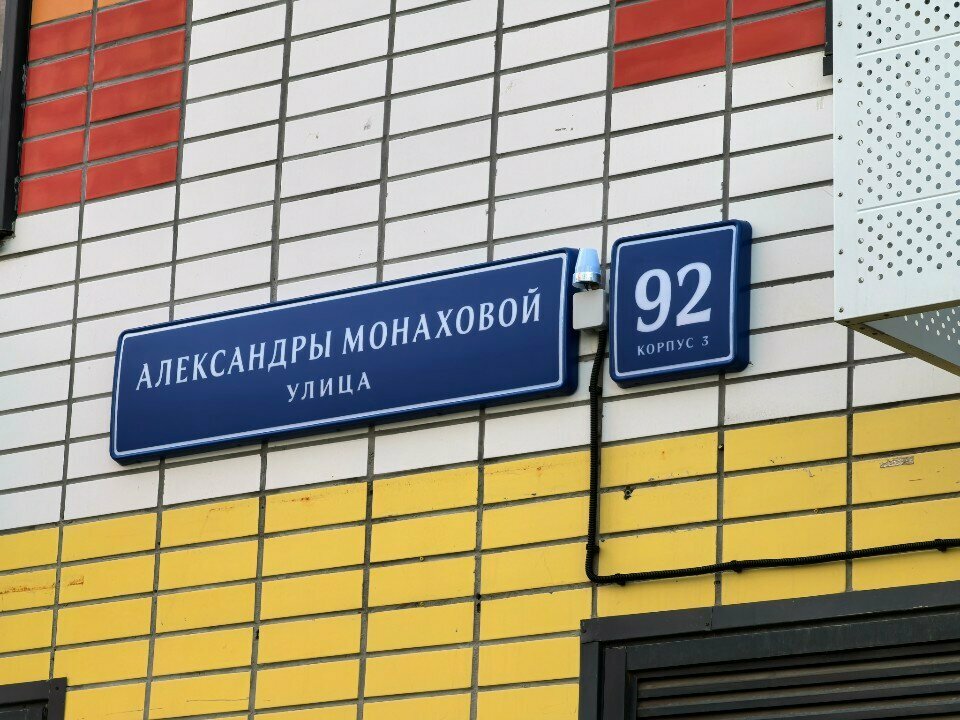 АЛЕКСАНДРЫ МОНАХОВОЙ
УЛИЦА
92
КОРПУС 3